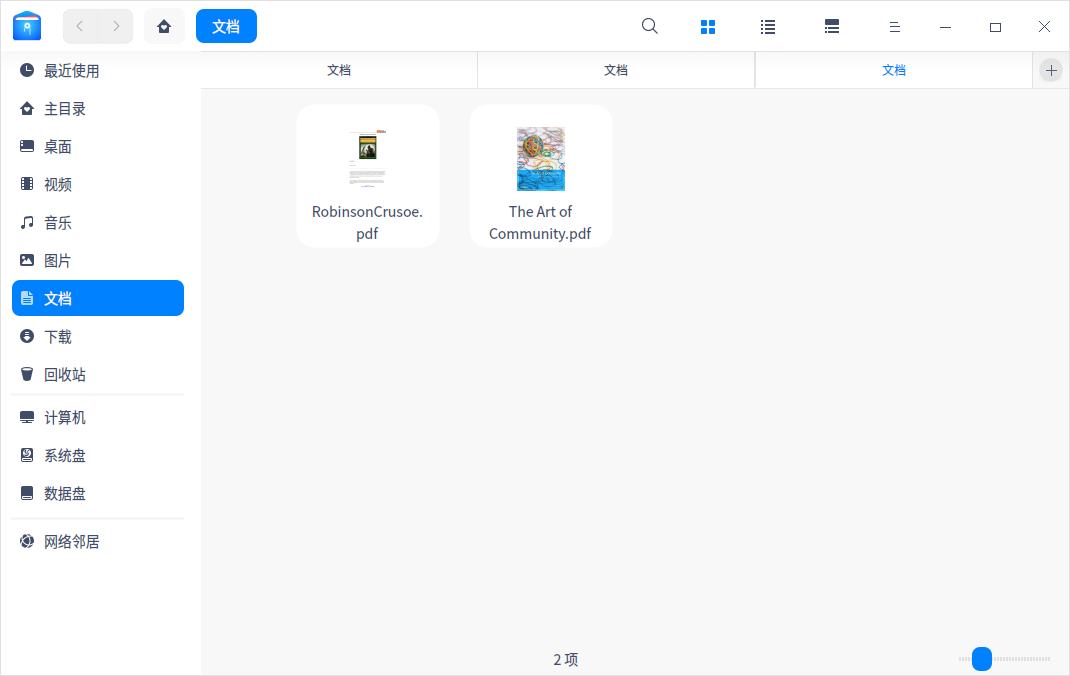 文档
最近使用
主目录
桌面
视频
音乐
图片
文档
下载
回收站
计算机
系统盘
数据盘
网络邻居
文档
文档
文档
RobinsonCrusoe.
pdf
The Art of
Community.pdf
2 项